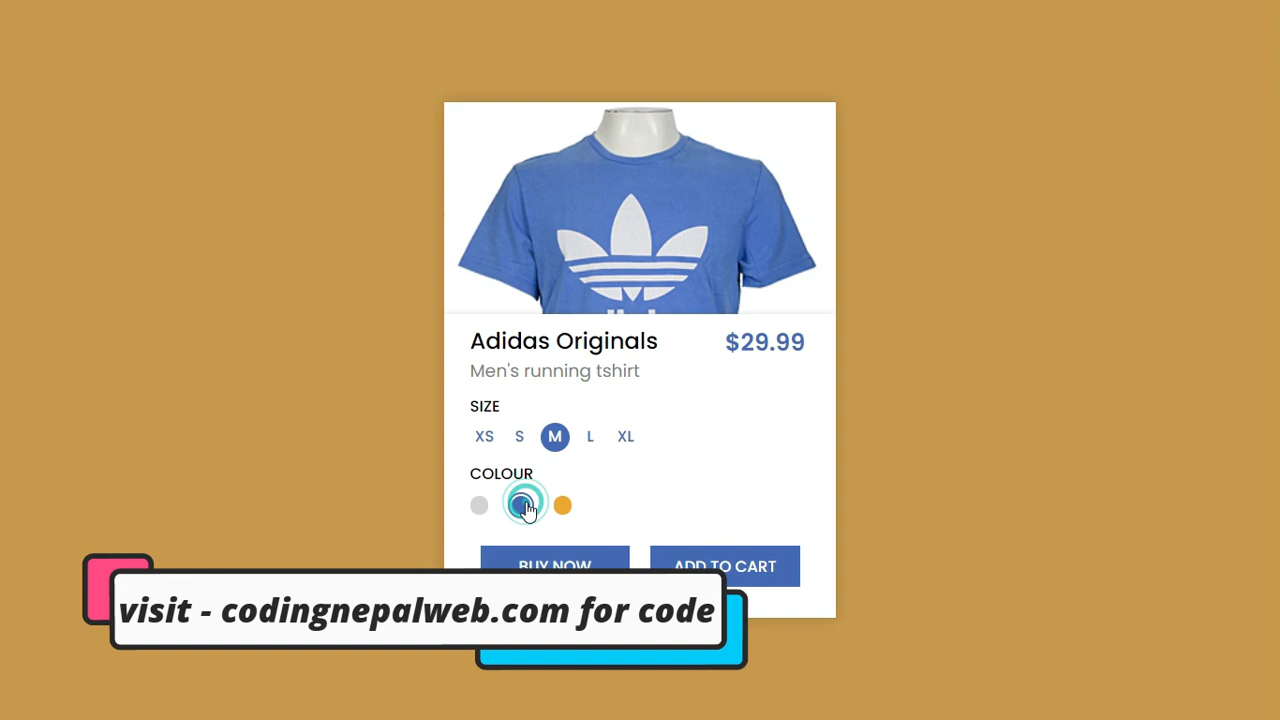 Adidas Originals
$29.99
Men's running tshirt
SIZE
XS S M L XL
COLOUR
BUY NOW
ADD TO CART
visit - codingnepalweb.com for code